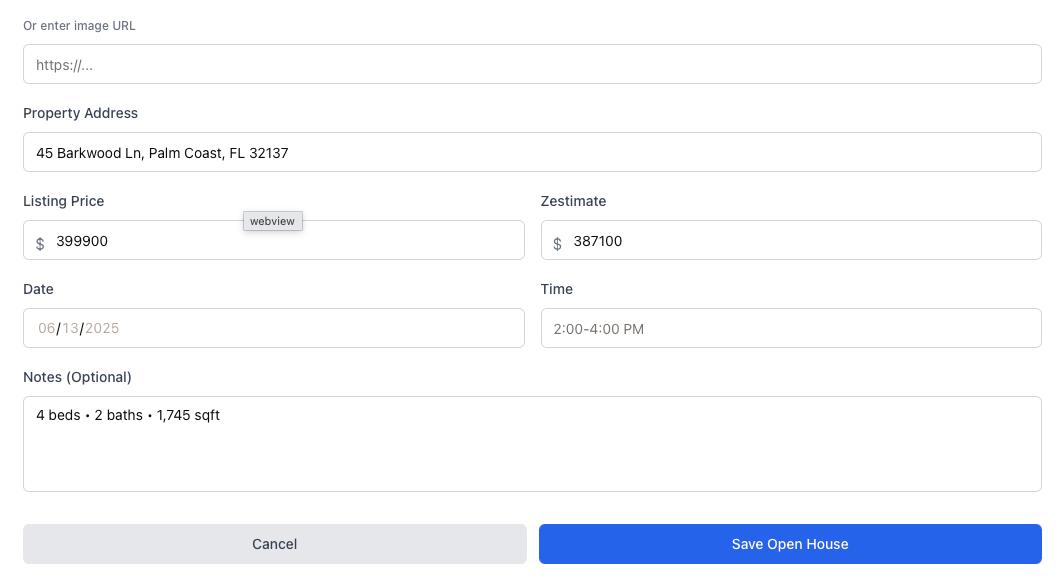 Or enter image URL
https://...
Property Address
45 Barkwood Ln, Palm Coast, FL 32137
Listing Price
Zestimate
webview
$ 399900
$ 387100
Date
Time
06/13/2025
2:00-4:00 PM
Notes (Optional)
4 beds • 2 baths • 1,745 sqft
Cancel
Save Open House